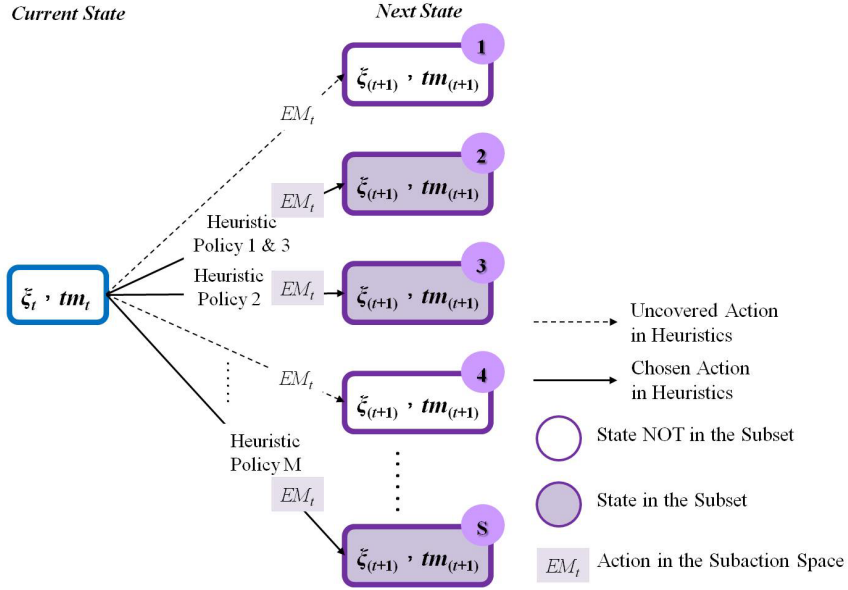 Current State
Next State
1
ξ̌(t+1) , tm(t+1)
EMt
2
EMt
ξ̌(t+1) , tm(t+1)
Heuristic
Policy 1 & 3
3
Heuristic
Policy 2
EMt
ξ̌(t+1) , tm(t+1)
ξ̌t , tmt
Uncovered Action
in Heuristics
4
EMt
ξ̌(t+1) , tm(t+1)
Chosen Action
in Heuristics
Heuristic
Policy M
State NOT in the Subset
EMt
State in the Subset
S
ξ̌(t+1) , tm(t+1)
EMt
Action in the Subaction Space